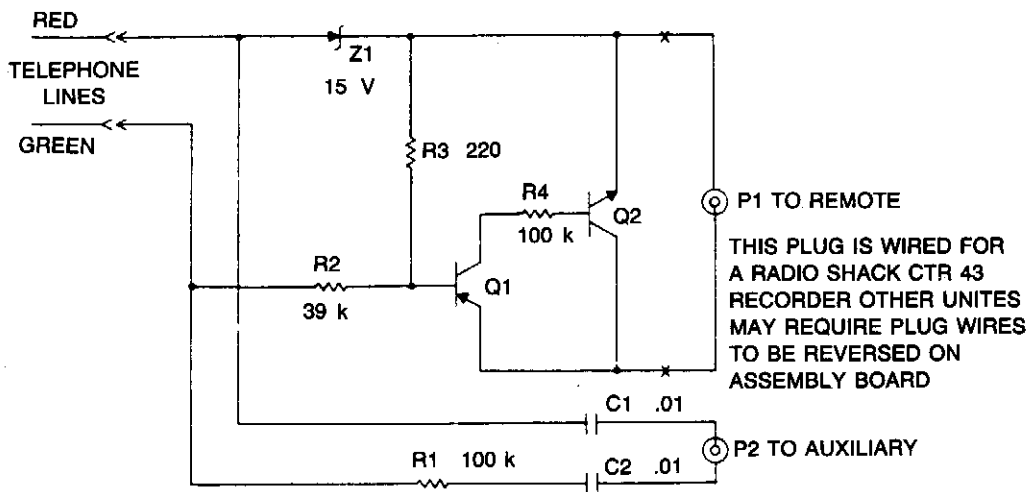 RED
TELEPHONE
LINES
GREEN
Z1
15 V
R3 220
R4
100 k
Q2
R2
39 k
Q1
P1 TO REMOTE
THIS PLUG IS WIRED FOR
A RADIO SHACK CTR 43
RECORDER OTHER UNITES
MAY REQUIRE PLUG WIRES
TO BE REVERSED ON
ASSEMBLY BOARD
C1 .01
P2 TO AUXILIARY
R1 100 k
C2 .01